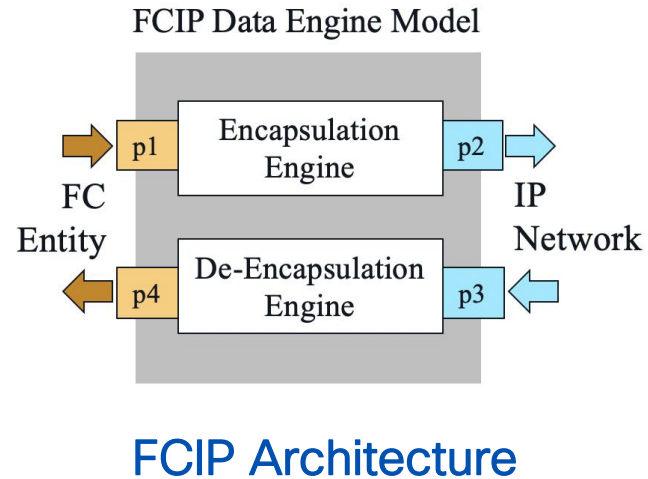 FCIP Data Engine Model
p1
Encapsulation
Engine
p2
FC
Entity
IP
Network
p4
De-Encapsulation
Engine
p3
FCIP Architecture